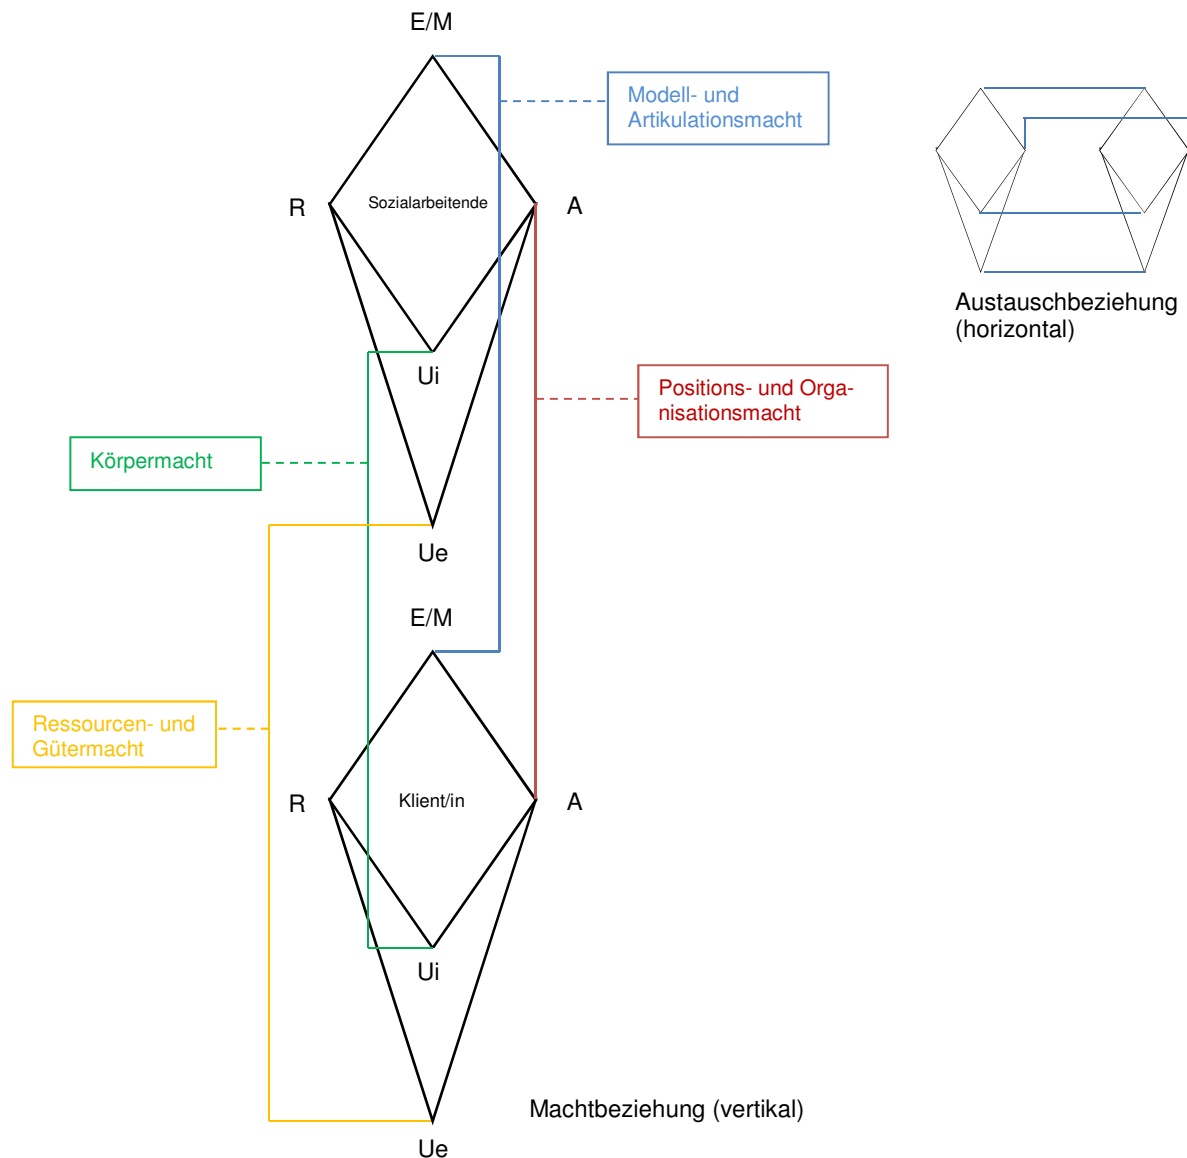 E/M
Modell- und
Artikulationsmacht
Sozialarbeitende
R
A
Austauschbeziehung
(horizontal)
Ui
Positions- und Orga-
nisationsmacht
Körpermacht
Ue
E/M
Ressourcen- und
Gütermacht
R
Klient/in
A
Ui
Machtbeziehung (vertikal)
Ue